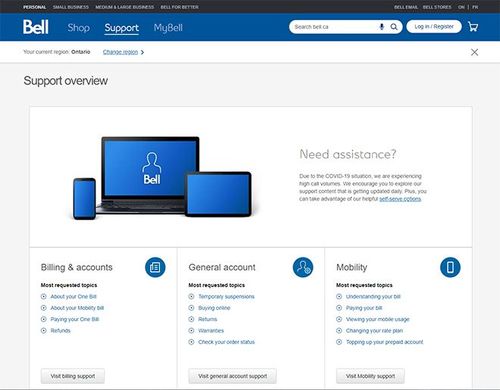 PERSONAL SMALL BUSINESS MEDIUM & LARGE BUSINESS BELL FOR BETTER BELL EMAIL BELL STORES ON FR
Bell Shop Support MyBell Search bell.ca Log in / Register
Your current region: Ontario Change region
Support overview
Need assistance?
Due to the COVID-19 situation, we are experiencing
high call volumes. We encourage you to explore our
support content that is getting updated daily. Plus, you
can take advantage of our helpful self-serve options.
Bell
Billing & accounts
Most requested topics
About your One Bill
About your Mobility bill
Paying your One Bill
Refunds
Visit billing support
General account
Most requested topics
Temporary suspensions
Buying online
Returns
Warranties
Check your order status
Visit general account support
Mobility
Most requested topics
Understanding your bill
Paying your bill
Viewing your mobile usage
Changing your rate plan
Topping up your prepaid account
Visit Mobility support